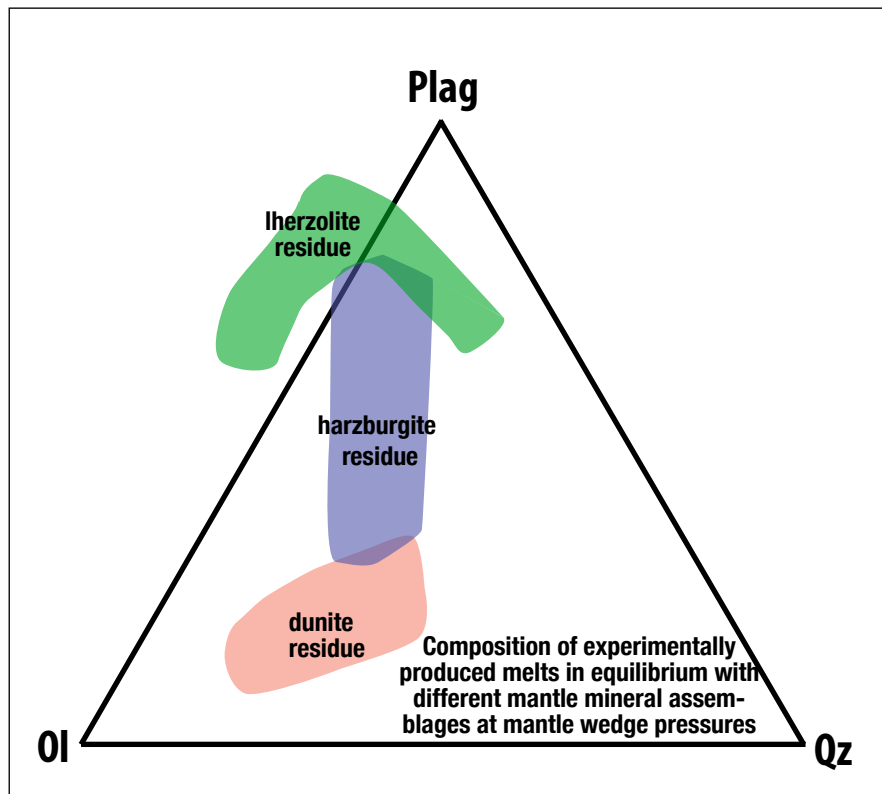 Plag
lherzolite
residue
harzburgite
residue
dunite
residue
Composition of experimentally
produced melts in equilibrium with
different mantle mineral assem-
blages at mantle wedge pressures
Ol
Qz